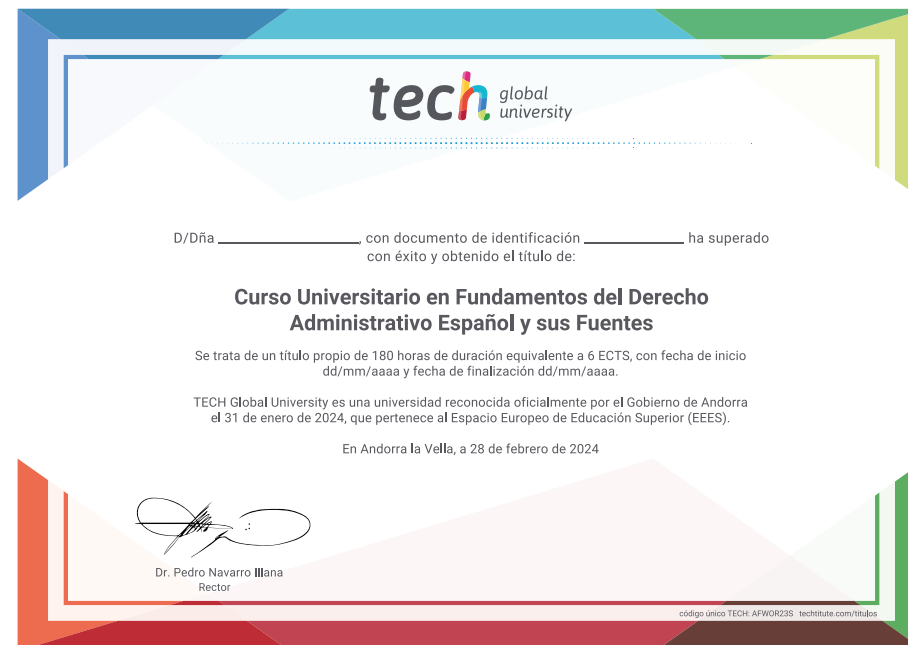 tech global university
D/Dña ____________________, con documento de identificación ______________ ha superado
con éxito y obtenido el título de:
Curso Universitario en Fundamentos del Derecho
Administrativo Español y sus Fuentes
Se trata de un título propio de 180 horas de duración equivalente a 6 ECTS, con fecha de inicio
dd/mm/aaaa y fecha de finalización dd/mm/aaaa.
TECH Global University es una universidad reconocida oficialmente por el Gobierno de Andorra
el 31 de enero de 2024, que pertenece al Espacio Europeo de Educación Superior (EEES).
En Andorra la Vella, a 28 de febrero de 2024
Dr. Pedro Navarro Illana
Rector
código único TECH: AFWOR23S techtitute.com/titulos